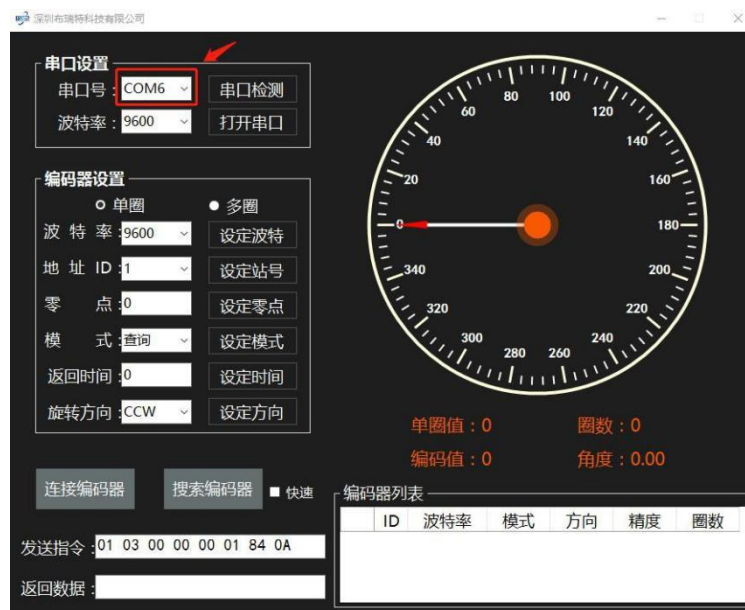 深圳布瑞特科技有限公司
串口设置
串口号：COM6 串口检测
波特率：9600 打开串口
编码器设置
单圈 多圈
波 特 率:9600 设定波特
地 址 ID:1 设定站号
零 点:0 设定零点
模 式:查询 设定模式
返回时间:0 设定时间
旋转方向:CCW 设定方向
0
20
40
60
80
100
120
140
160
180
200
220
240
260
280
300
320
340
单圈值：0 圈数：0
编码值：0 角度：0.00
连接编码器 搜索编码器 快速
发送指令:01 03 00 00 00 01 84 0A
返回数据:
编码器列表
ID 波特率 模式 方向 精度 圈数